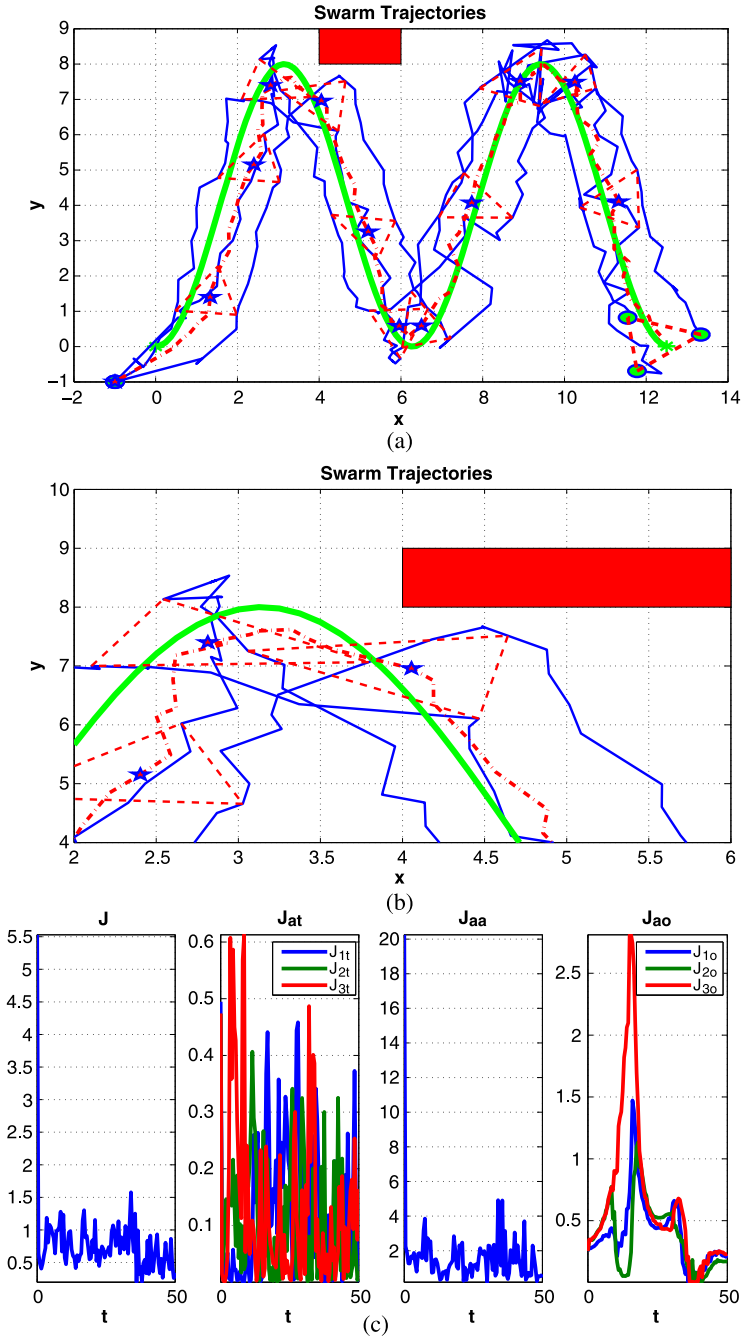 Swarm Trajectories
9
8
7
6
5
4
3
2
1
0
−1
y
−2 0 2 4 6 8 10 12 14
x
(a)
Swarm Trajectories
10
9
8
7
6
5
4
y
2 2.5 3 3.5 4 4.5 5 5.5 6
x
(b)
J
5.5
5
4.5
4
3.5
3
2.5
2
1.5
1
0.5
0 50
t
Jat
J1t
J2t
J3t
0.6
0.5
0.4
0.3
0.2
0.1
0 50
t
Jaa
20
18
16
14
12
10
8
6
4
2
0 50
t
Jao
J1o
J2o
J3o
2.5
2
1.5
1
0.5
0 50
t
(c)